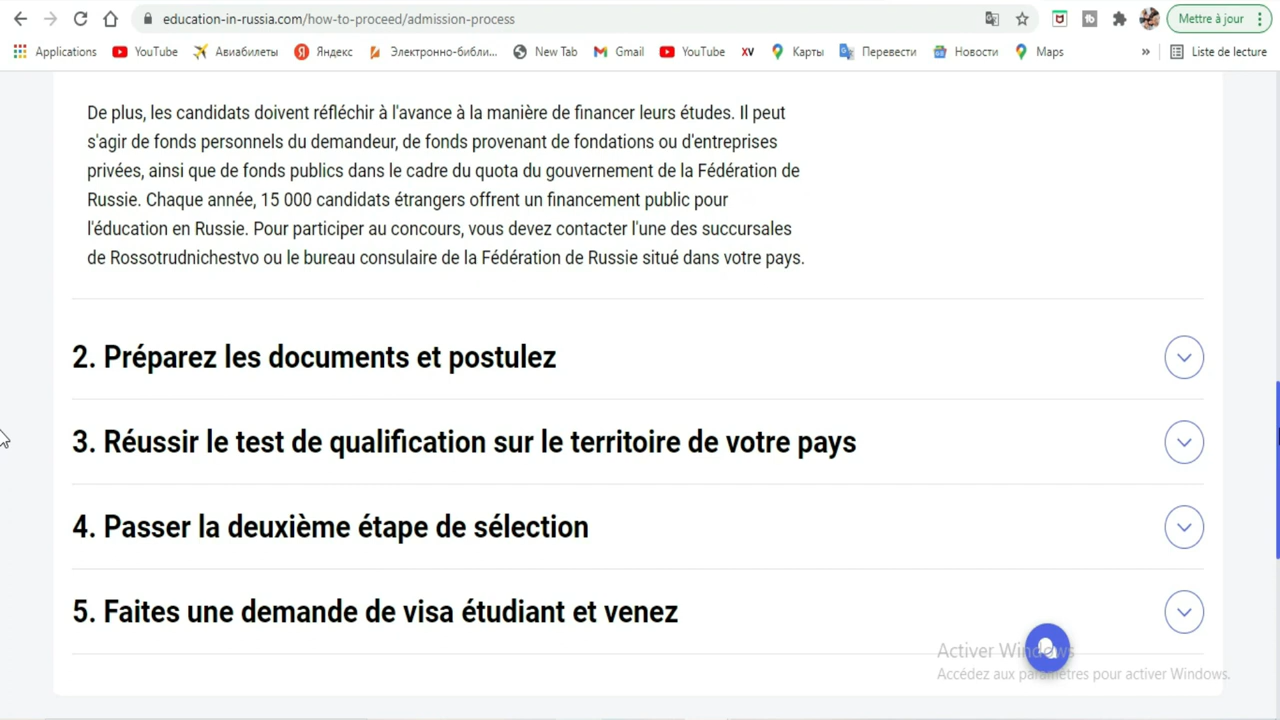 education-in-russia.com/how-to-proceed/admission-process
Mettre à jour
Applications YouTube Авиабилеты Яндекс Электронно-библи... New Tab Gmail YouTube XV Карты Перевести Новости Maps » Liste de lecture
De plus, les candidats doivent réfléchir à l'avance à la manière de financer leurs études. Il peut
s'agir de fonds personnels du demandeur, de fonds provenant de fondations ou d'entreprises
privées, ainsi que de fonds publics dans le cadre du quota du gouvernement de la Fédération de
Russie. Chaque année, 15 000 candidats étrangers offrent un financement public pour
l'éducation en Russie. Pour participer au concours, vous devez contacter l'une des succursales
de Rossotrudnichestvo ou le bureau consulaire de la Fédération de Russie situé dans votre pays.
2. Préparez les documents et postulez
3. Réussir le test de qualification sur le territoire de votre pays
4. Passer la deuxième étape de sélection
5. Faites une demande de visa étudiant et venez
Activer Windows
Accédez aux paramètres pour activer Windows.